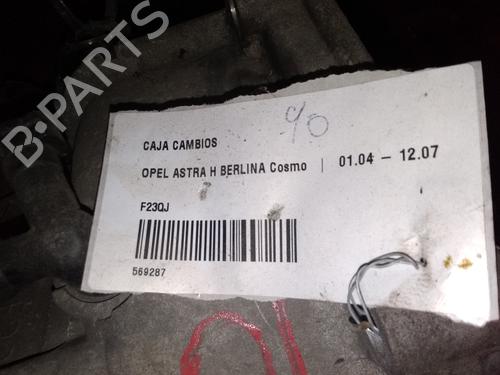 B-PARTS
90
CAJA CAMBIOS
OPEL ASTRA H BERLINA Cosmo | 01.04 – 12.07
F23QJ
569287